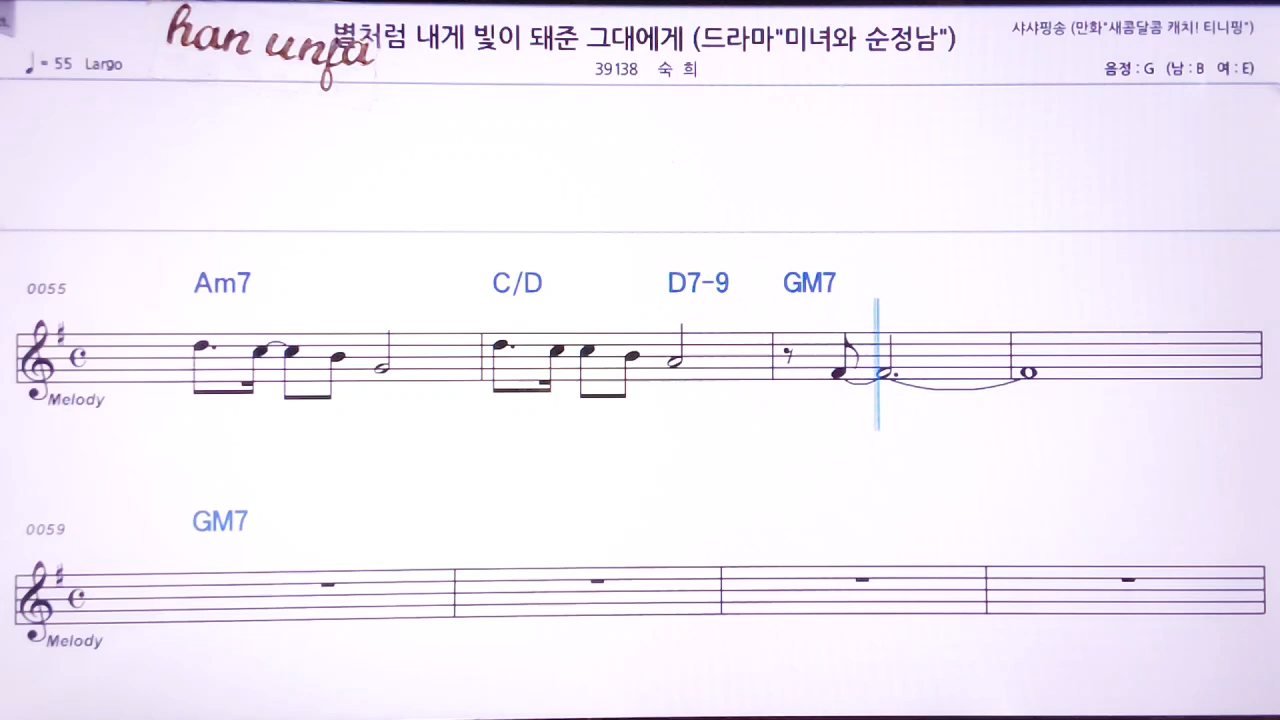 han unfa
별처럼 내게 빛이 돼준 그대에게 (드라마"미녀와 순정남")
샤샤핑송 (만화"새콤달콤 캐치! 티니핑")
♩= 55 Largo
39138 숙 희
음정 : G (남 : B 여 : E)
0055 Am7 C/D D7-9 GM7
Melody
0059 GM7
Melody